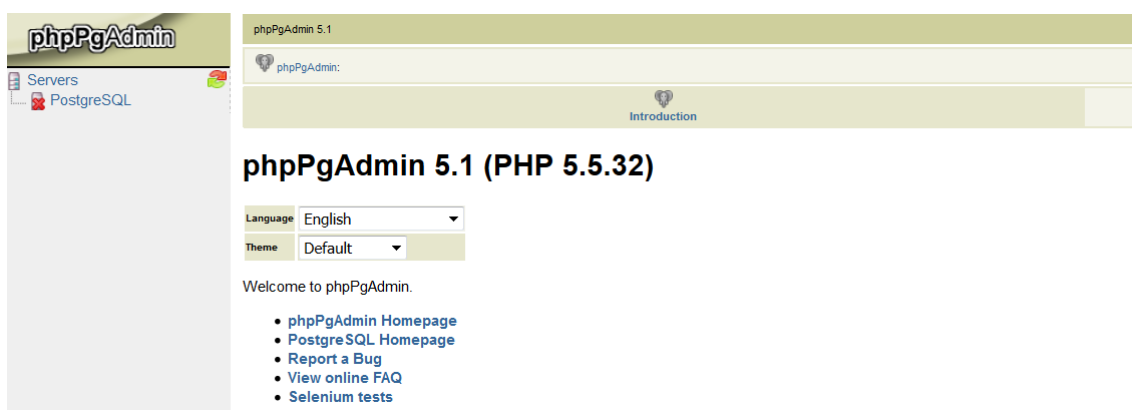 phpPgAdmin
Servers
PostgreSQL
phpPgAdmin 5.1
phpPgAdmin:
Introduction
phpPgAdmin 5.1 (PHP 5.5.32)
Language English
Theme Default
Welcome to phpPgAdmin.
phpPgAdmin Homepage
PostgreSQL Homepage
Report a Bug
View online FAQ
Selenium tests